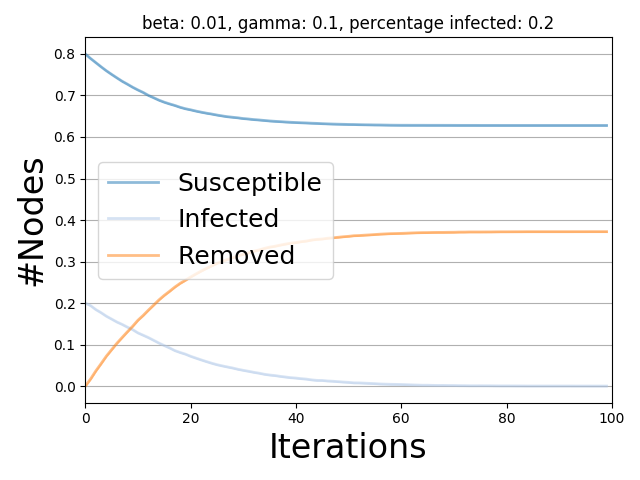 beta: 0.01, gamma: 0.1, percentage infected: 0.2
#Nodes
0.8
0.7
0.6
0.5
0.4
0.3
0.2
0.1
0.0
Susceptible
Infected
Removed
0 20 40 60 80 100
Iterations